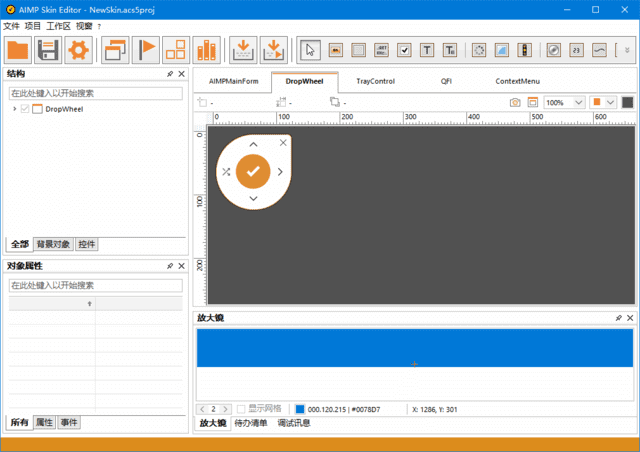 AIMP Skin Editor - NewSkin.acs5proj
文件 项目 工作区 视窗 ?
结构
在此处键入以开始搜索
DropWheel
全部 背景对象 控件
对象属性
在此处键入以开始搜索
所有 属性 事件
AIMPMainForm DropWheel TrayControl QFI ContextMenu
- - - 100%
0 100 200 300 400 500 600
0
100
200
放大镜
2 显示网格 000.120.215 | #0078D7 X: 1286, Y: 301
放大镜 待办清单 调试讯息